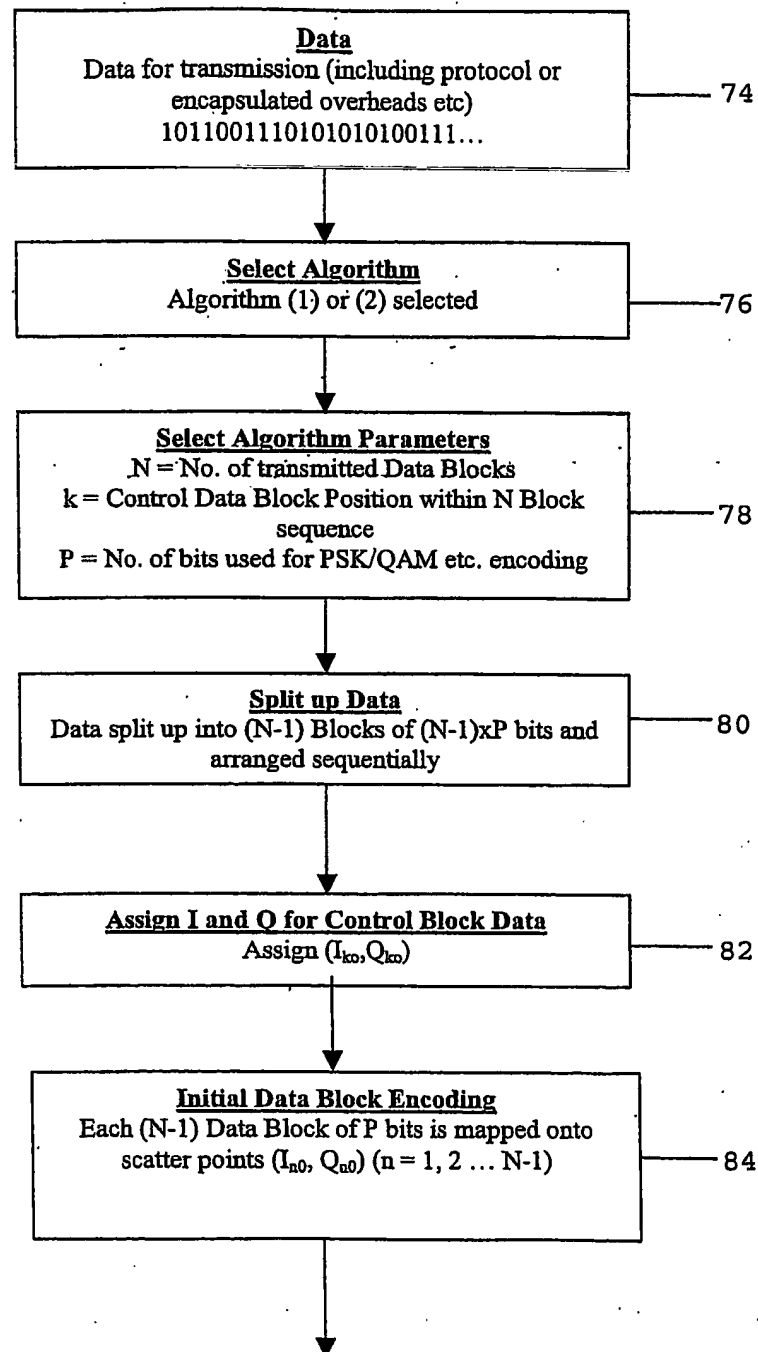 Data
Data for transmission (including protocol or
encapsulated overheads etc)
1011001110101010100111...
74
Select Algorithm
Algorithm (1) or (2) selected
76
Select Algorithm Parameters
N = No. of transmitted Data Blocks
k = Control Data Block Position within N Block
sequence
P = No. of bits used for PSK/QAM etc. encoding
78
Split up Data
Data split up into (N-1) Blocks of (N-1)xP bits and
arranged sequentially
80
Assign I and Q for Control Block Data
Assign (I_ko,Q_ko)
82
Initial Data Block Encoding
Each (N-1) Data Block of P bits is mapped onto
scatter points (I_n0, Q_n0) (n = 1, 2 ... N-1)
84